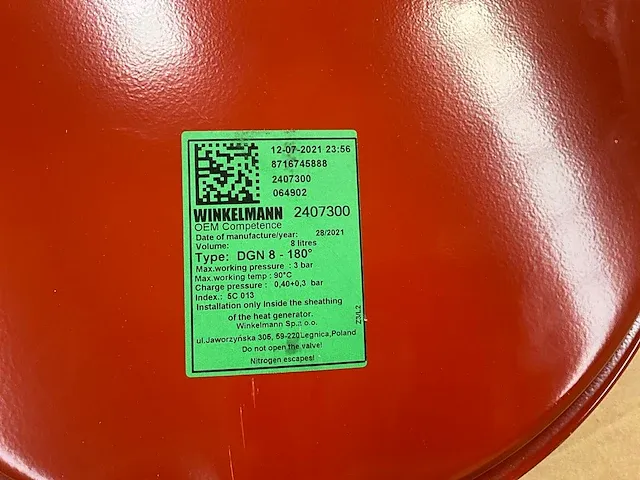 12-07-2021 23:56
8716745888
2407300
064902
WINKELMANN 2407300
OEM Competence
Date of manufacture/year: 28/2021
Volume: 8 litres
Type: DGN 8 - 180°
Max.working pressure : 3 bar
Max.working temp : 90°C
Charge pressure : 0,40+0,3 bar
Index.: 5C 013
Installation only inside the sheathing
of the heat generator.
Winkelmann Sp.z o.o.
ul.Jaworzyńska 305, 59-220Legnica,Poland
Do not open the valve!
Nitrogen escapes!
Z3/L2